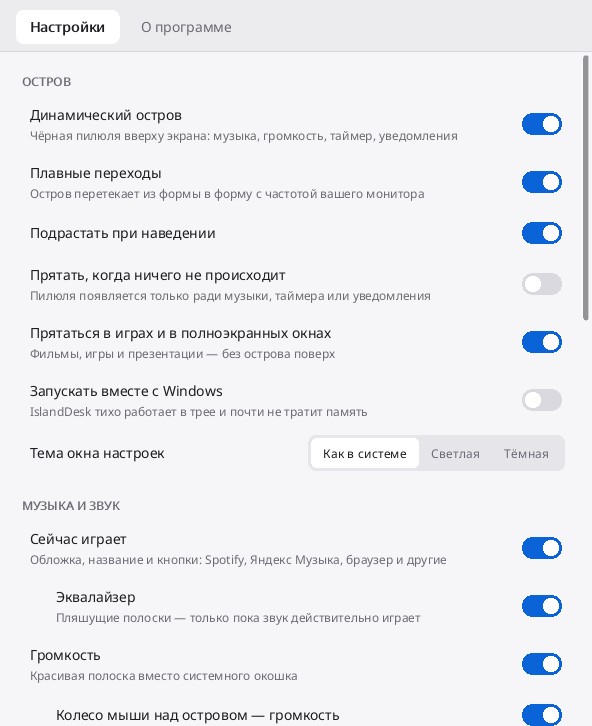 Настройки
О программе
ОСТРОВ
Динамический остров
Чёрная пилюля вверху экрана: музыка, громкость, таймер, уведомления
Плавные переходы
Остров перетекает из формы в форму с частотой вашего монитора
Подрастать при наведении
Прятать, когда ничего не происходит
Пилюля появляется только ради музыки, таймера или уведомления
Прятаться в играх и в полноэкранных окнах
Фильмы, игры и презентации — без острова поверх
Запускать вместе с Windows
IslandDesk тихо работает в трее и почти не тратит память
Тема окна настроек
Как в системе
Светлая
Тёмная
МУЗЫКА И ЗВУК
Сейчас играет
Обложка, название и кнопки: Spotify, Яндекс Музыка, браузер и другие
Эквалайзер
Пляшущие полоски — только пока звук действительно играет
Громкость
Красивая полоска вместо системного окошка
Колесо мыши над островом — громкость